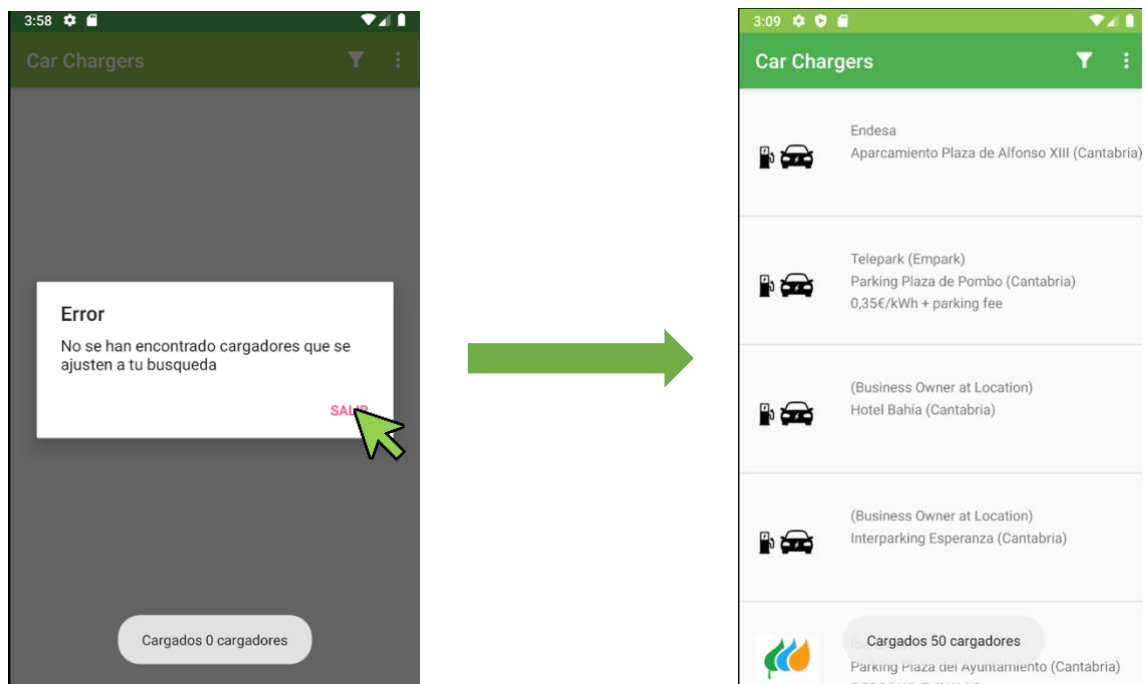 3:58
Car Chargers
Error
No se han encontrado cargadores que se
ajusten a tu busqueda
Cargados 0 cargadores
3:09
Car Chargers
Endesa
Aparcamiento Plaza de Alfonso XIII (Cantabria)
Telepark (Empark)
Parking Plaza de Pombo (Cantabria)
0,35€/kWh + parking fee
(Business Owner at Location)
Hotel Bahía (Cantabria)
(Business Owner at Location)
Interparking Esperanza (Cantabria)
Cargados 50 cargadores
Parking Plaza del Ayuntamiento (Cantabria)